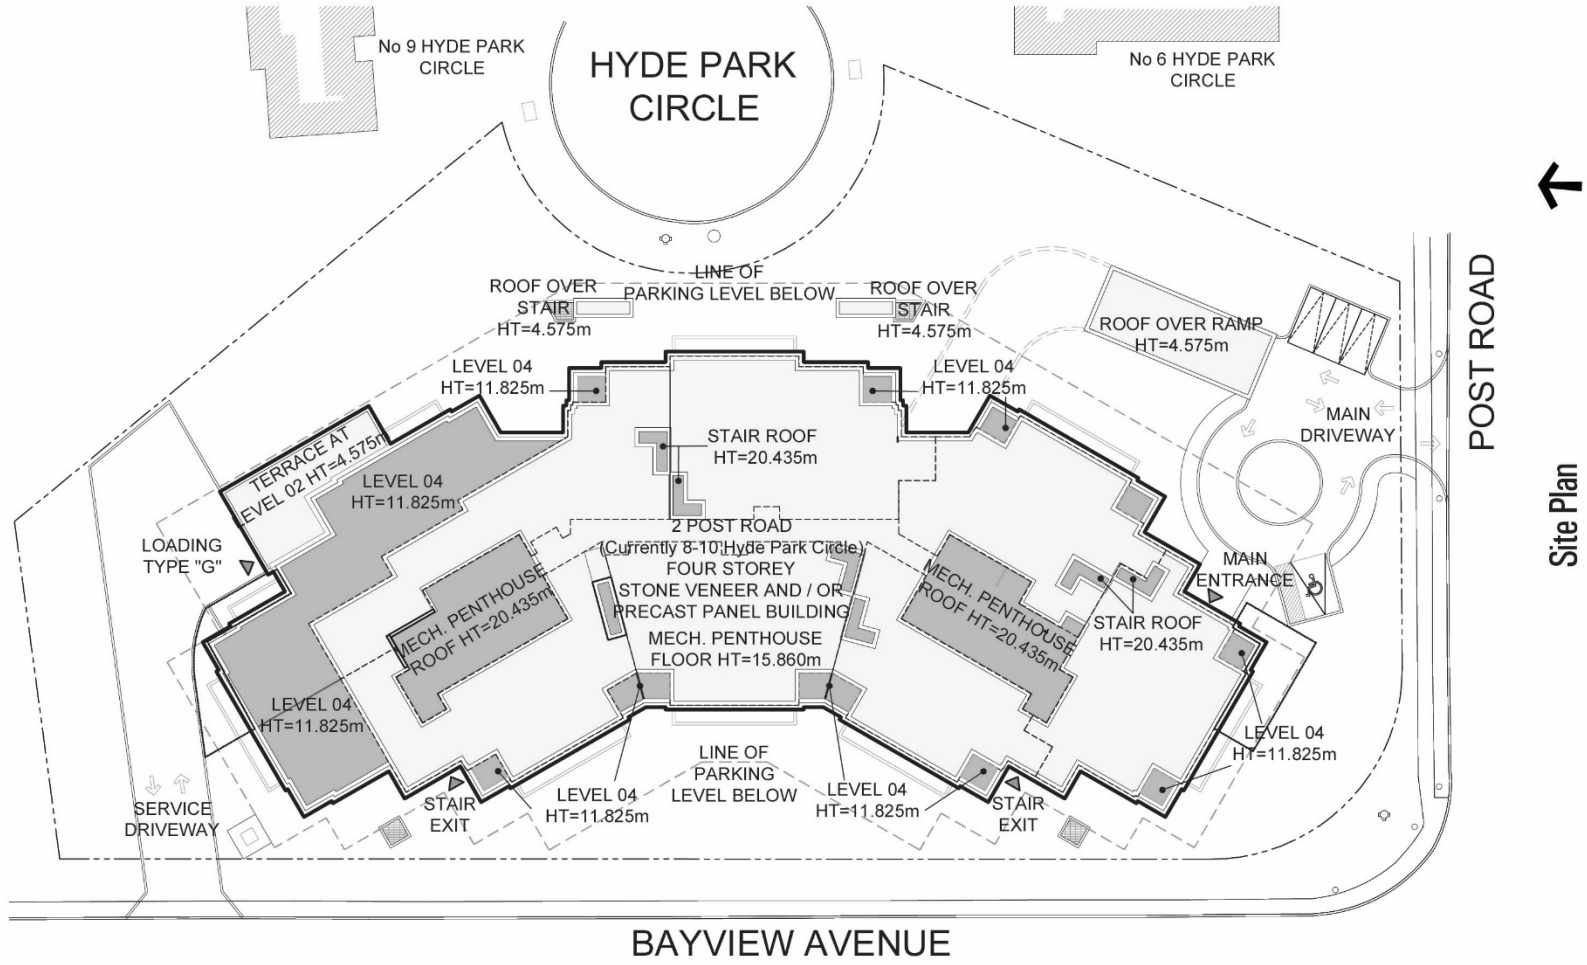 No 9 HYDE PARK
CIRCLE
HYDE PARK
CIRCLE
No 6 HYDE PARK
CIRCLE
LINE OF
PARKING LEVEL BELOW
ROOF OVER
STAIR
HT=4.575m
ROOF OVER
STAIR
HT=4.575m
ROOF OVER RAMP
HT=4.575m
POST ROAD
Site Plan
LEVEL 04
HT=11.825m
LEVEL 04
HT=11.825m
MAIN
DRIVEWAY
STAIR ROOF
HT=20.435m
TERRACE AT
EVEL 02 HT=4.575m
LEVEL 04
HT=11.825m
LOADING
TYPE "G"
2 POST ROAD
(Currently 8-10 Hyde Park Circle)
FOUR STOREY
STONE VENEER AND / OR
PRECAST PANEL BUILDING
MECH. PENTHOUSE
FLOOR HT=15.860m
MECH. PENTHOUSE
ROOF HT=20.435m
MECH. PENTHOUSE
ROOF HT=20.435m
MAIN
ENTRANCE
STAIR ROOF
HT=20.435m
LEVEL 04
HT=11.825m
LEVEL 04
HT=11.825m
LINE OF
PARKING
LEVEL BELOW
LEVEL 04
HT=11.825m
LEVEL 04
HT=11.825m
STAIR
EXIT
STAIR
EXIT
SERVICE
DRIVEWAY
BAYVIEW AVENUE